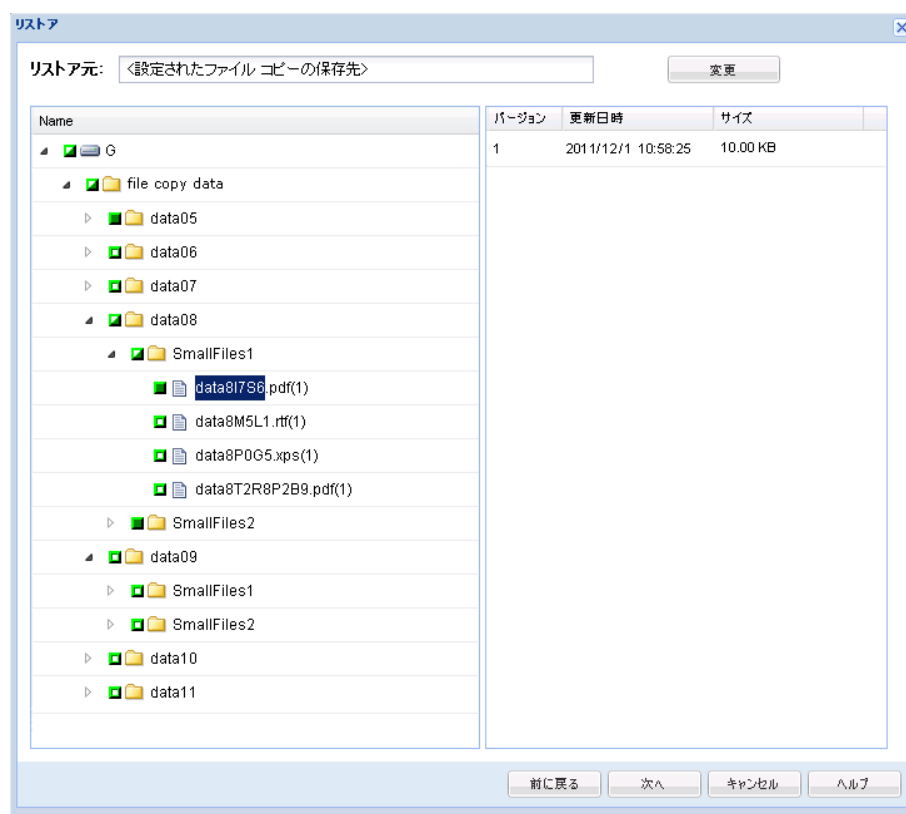 リストア
リストア元: <設定されたファイル コピーの保存先> 変更
Name
G
file copy data
data05
data06
data07
data08
SmallFiles1
data8I7S6.pdf(1)
data8M5L1.rtf(1)
data8P0G5.xps(1)
data8T2R8P2B9.pdf(1)
SmallFiles2
data09
SmallFiles1
SmallFiles2
data10
data11
バージョン 更新日時 サイズ
1 2011/12/1 10:58:25 10.00 KB
前に戻る 次へ キャンセル ヘルプ